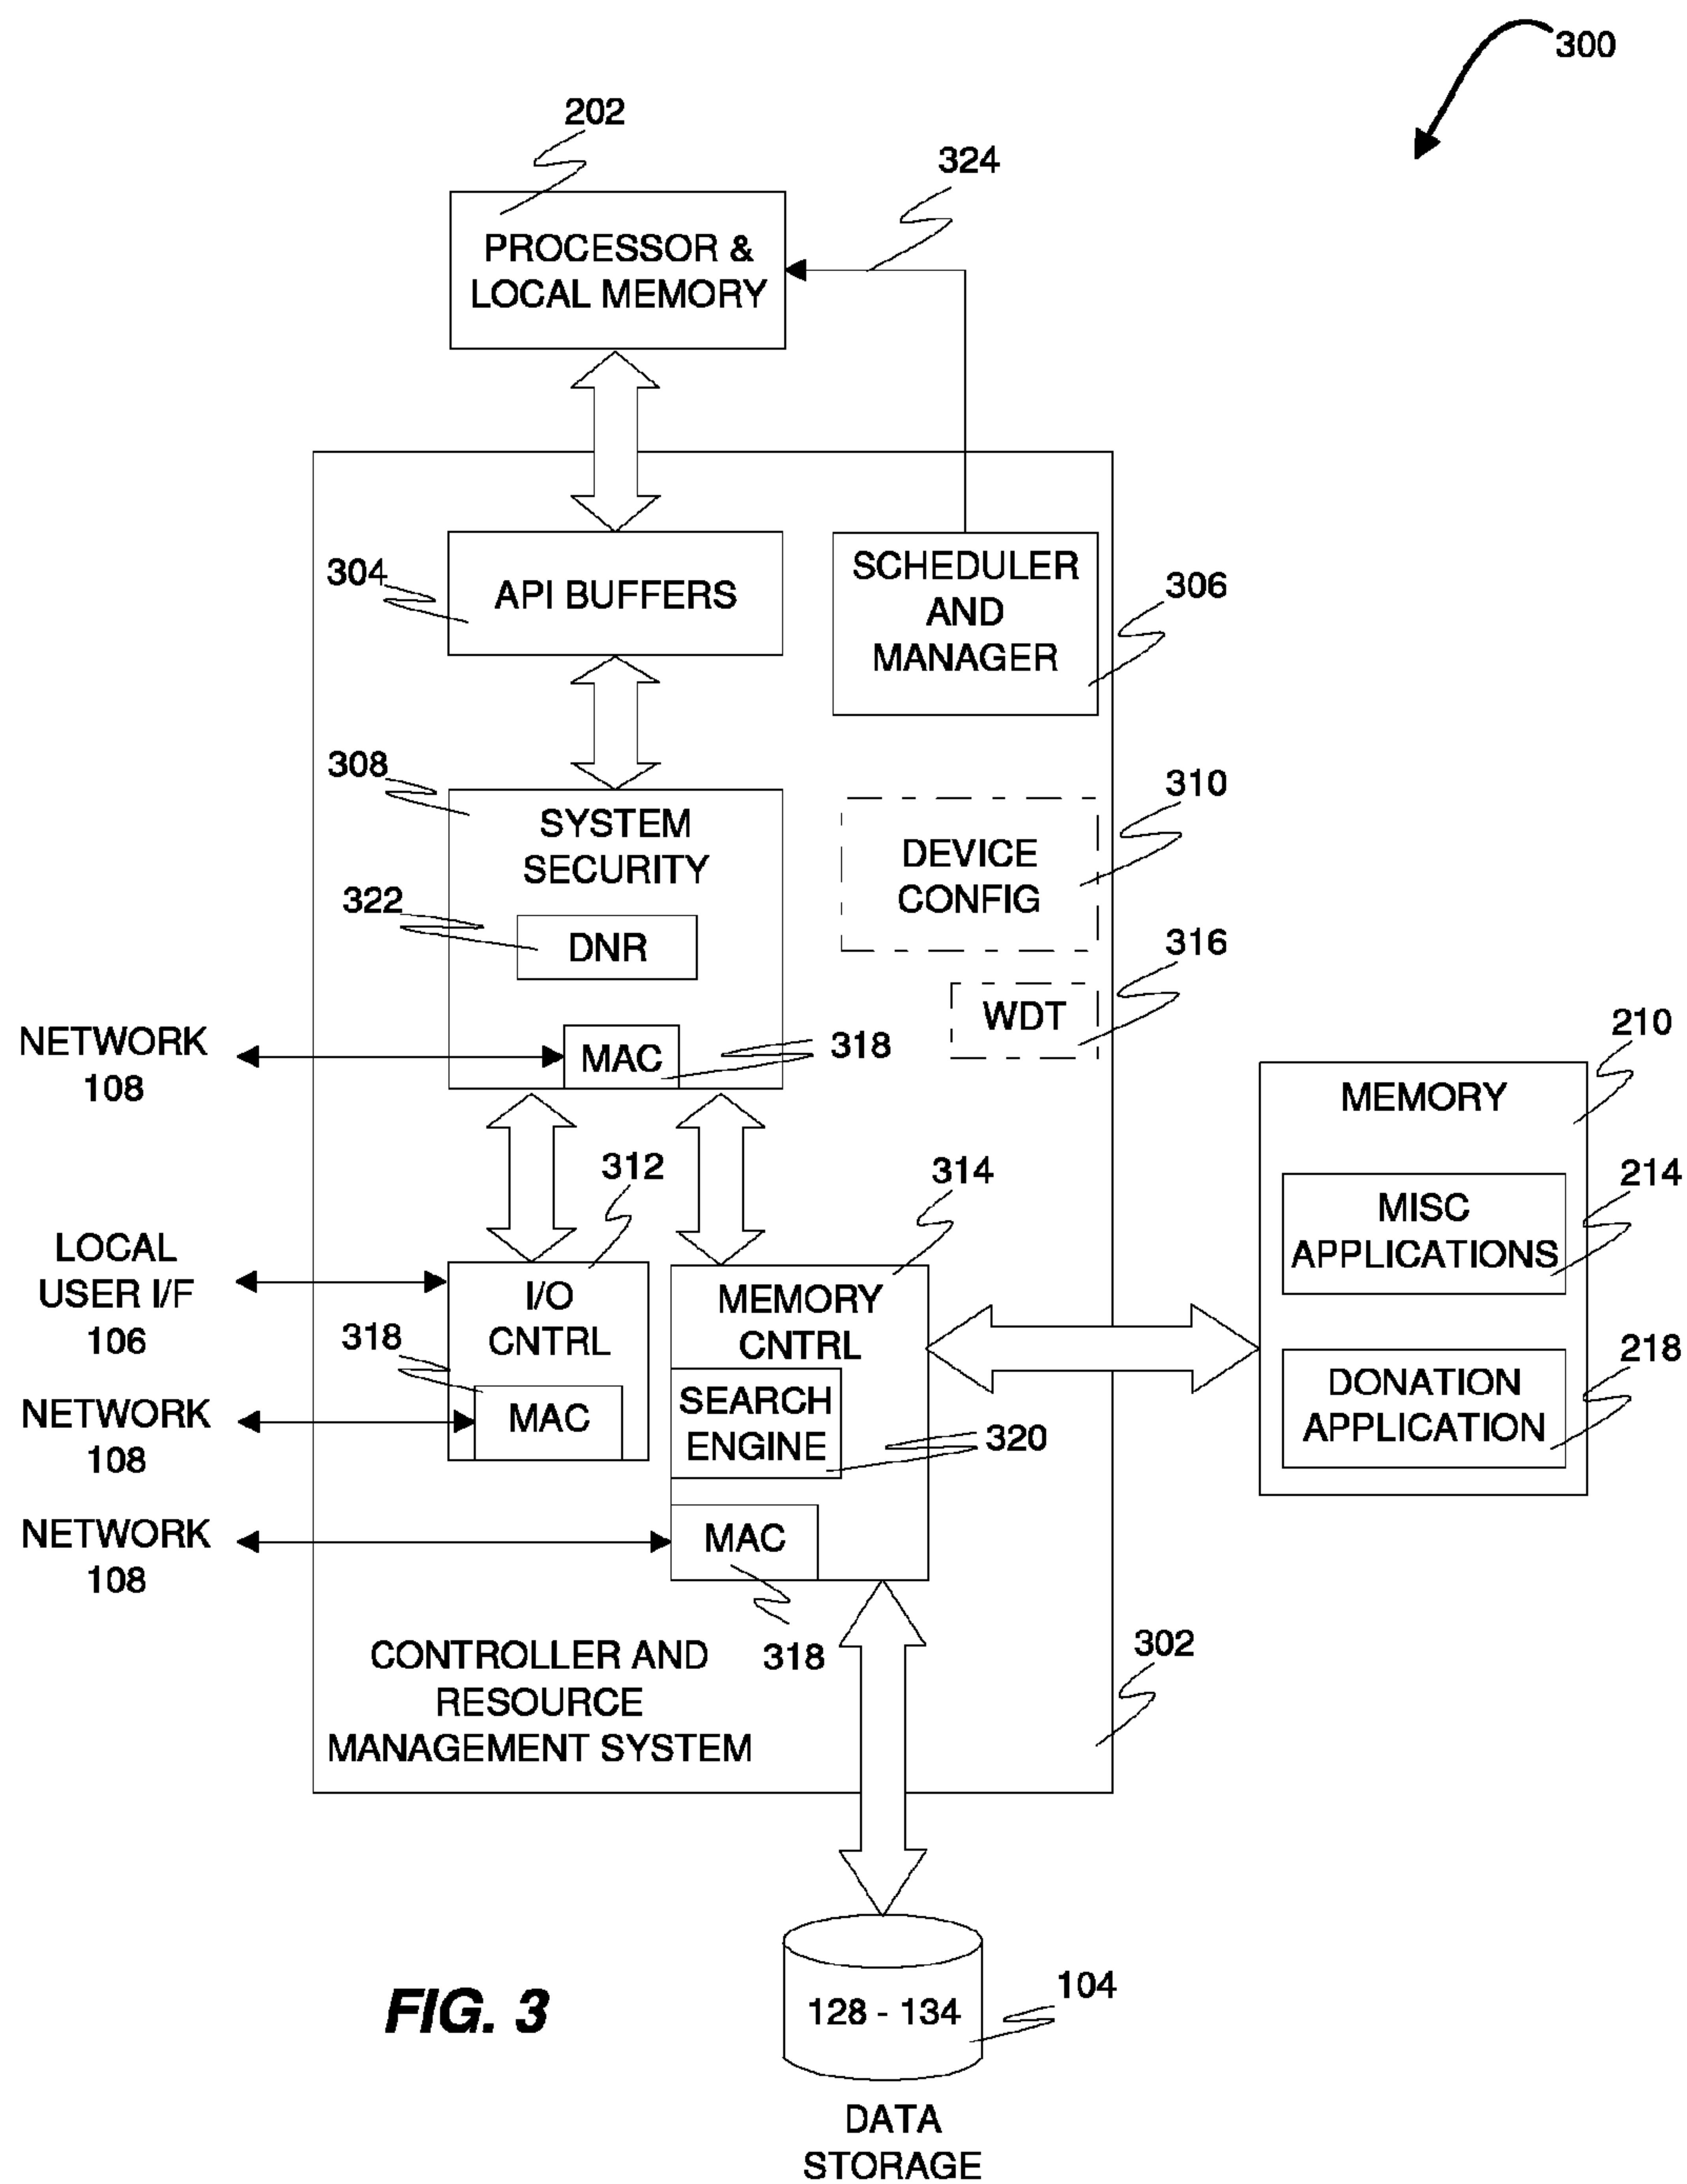 300
202
324
PROCESSOR &
LOCAL MEMORY
304
API BUFFERS
SCHEDULER
AND
MANAGER
306
308
SYSTEM
SECURITY
322
DNR
310
DEVICE
CONFIG
316
WDT
NETWORK
108
MAC
318
210
MEMORY
214
MISC
APPLICATIONS
218
DONATION
APPLICATION
312
314
LOCAL
USER I/F
106
I/O
CNTRL
318
MAC
NETWORK
108
MEMORY
CNTRL
SEARCH
ENGINE
320
NETWORK
108
MAC
318
CONTROLLER AND
RESOURCE
MANAGEMENT SYSTEM
302
FIG. 3
128 - 134
104
DATA
STORAGE